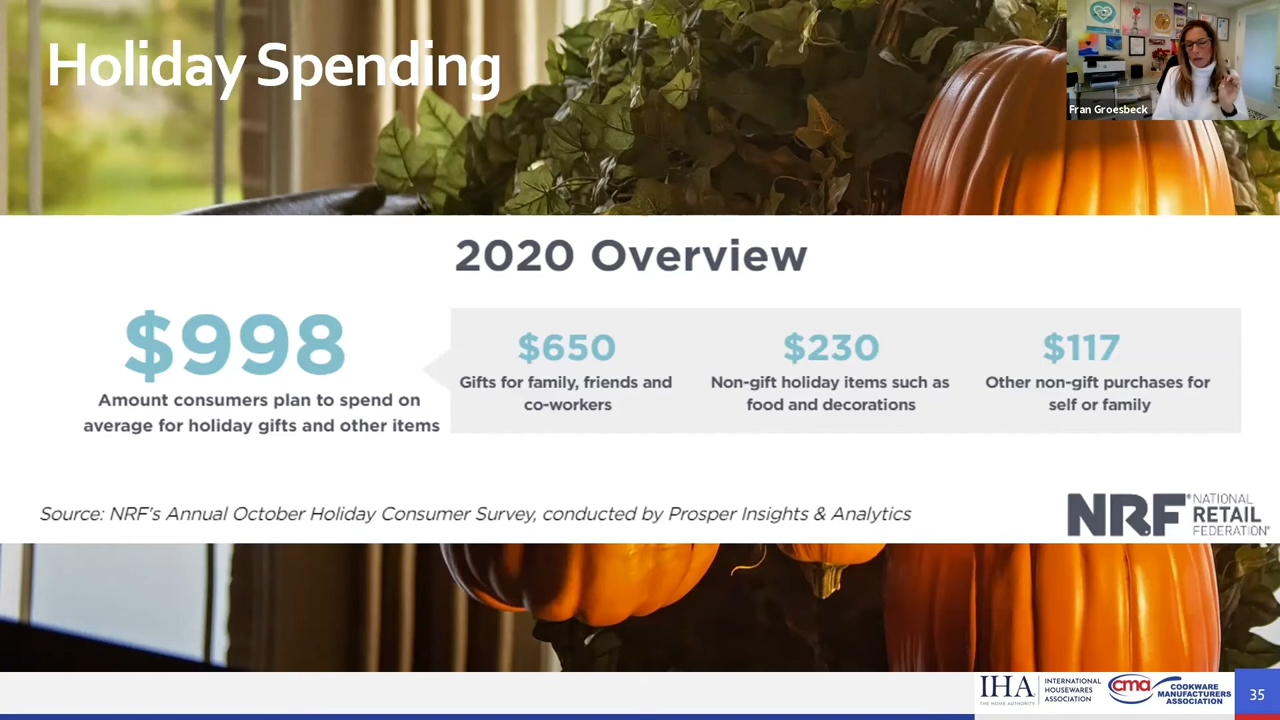 Holiday Spending
Fran Groesbeck
2020 Overview
$998
Amount consumers plan to spend on
average for holiday gifts and other items
$650
Gifts for family, friends and
co-workers
$230
Non-gift holiday items such as
food and decorations
$117
Other non-gift purchases for
self or family
Source: NRF's Annual October Holiday Consumer Survey, conducted by Prosper Insights & Analytics
NRF®
NATIONAL
RETAIL
FEDERATION®
IHA
THE HOME AUTHORITY
INTERNATIONAL
HOUSEWARES
ASSOCIATION
cma
COOKWARE
MANUFACTURERS
ASSOCIATION
35